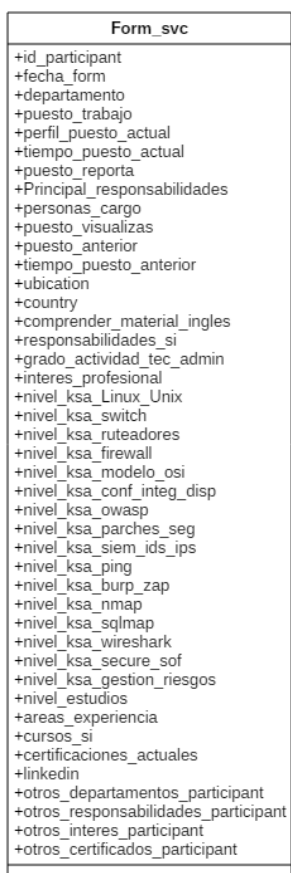 Form_svc
+id_participant
+fecha_form
+departamento
+puesto_trabajo
+perfil_puesto_actual
+tiempo_puesto_actual
+puesto_reporta
+Principal_responsabilidades
+personas_cargo
+puesto_visualizas
+puesto_anterior
+tiempo_puesto_anterior
+ubication
+country
+comprender_material_ingles
+responsabilidades_si
+grado_actividad_tec_admin
+interes_profesional
+nivel_ksa_Linux_Unix
+nivel_ksa_switch
+nivel_ksa_ruteadores
+nivel_ksa_firewall
+nivel_ksa_modelo_osi
+nivel_ksa_conf_integ_disp
+nivel_ksa_owasp
+nivel_ksa_parches_seg
+nivel_ksa_siem_ids_ips
+nivel_ksa_ping
+nivel_ksa_burp_zap
+nivel_ksa_nmap
+nivel_ksa_sqlmap
+nivel_ksa_wireshark
+nivel_ksa_secure_sof
+nivel_ksa_gestion_riesgos
+nivel_estudios
+areas_experiencia
+cursos_si
+certificaciones_actuales
+linkedin
+otros_departamentos_participant
+otros_responsabilidades_participant
+otros_interes_participant
+otros_certificados_participant